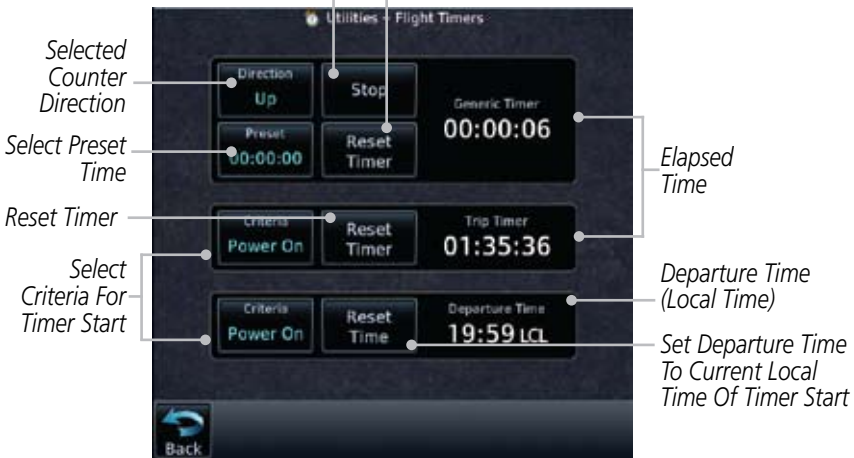 Utilities – Flight Timers
Selected
Counter
Direction
Direction
Up
Stop
Generic Timer
00:00:06
Select Preset
Time
Preset
00:00:00
Reset
Timer
Elapsed
Time
Reset Timer
Criteria
Power On
Reset
Timer
Trip Timer
01:35:36
Select
Criteria For
Timer Start
Departure Time
(Local Time)
Criteria
Power On
Reset
Time
Departure Time
19:59 LCL
Set Departure Time
To Current Local
Time Of Timer Start
Back